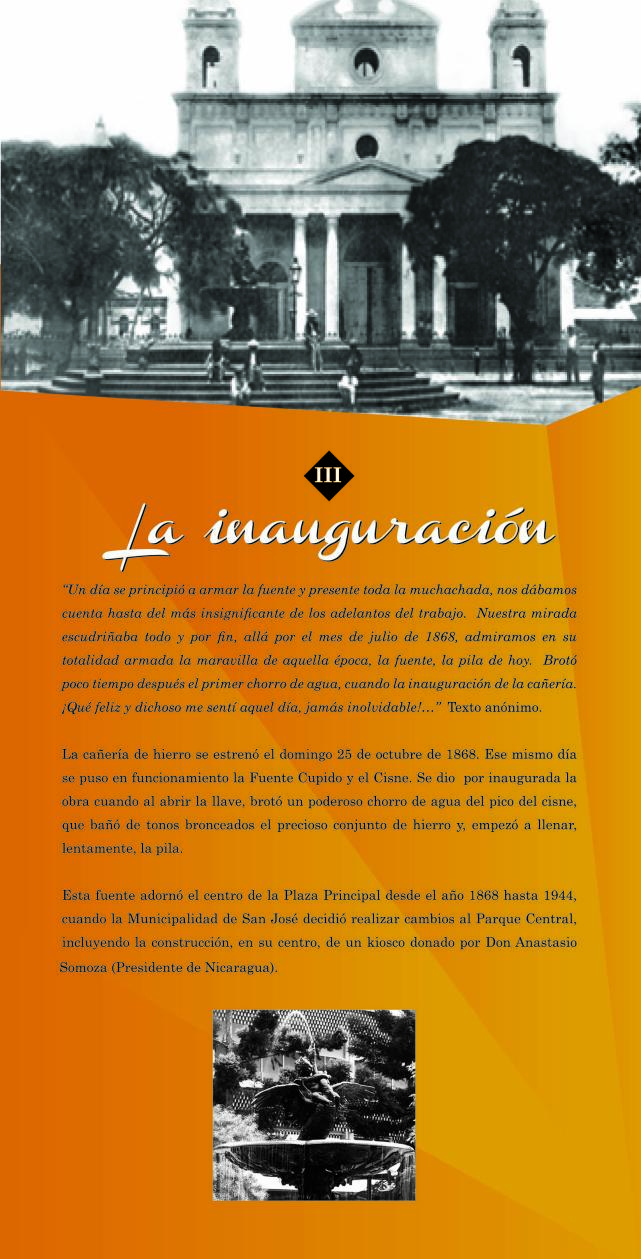 III
La inauguración
“Un día se principió a armar la fuente y presente toda la muchachada, nos dábamos
cuenta hasta del más insignificante de los adelantos del trabajo. Nuestra mirada
escudriñaba todo y por fin, allá por el mes de julio de 1868, admiramos en su
totalidad armada la maravilla de aquella época, la fuente, la pila de hoy. Brotó
poco tiempo después el primer chorro de agua, cuando la inauguración de la cañería.
¡Qué feliz y dichoso me sentí aquel día, jamás inolvidable!...” Texto anónimo.
La cañería de hierro se estrenó el domingo 25 de octubre de 1868. Ese mismo día
se puso en funcionamiento la Fuente Cupido y el Cisne. Se dio por inaugurada la
obra cuando al abrir la llave, brotó un poderoso chorro de agua del pico del cisne,
que bañó de tonos bronceados el precioso conjunto de hierro y, empezó a llenar,
lentamente, la pila.
Esta fuente adornó el centro de la Plaza Principal desde el año 1868 hasta 1944,
cuando la Municipalidad de San José decidió realizar cambios al Parque Central,
incluyendo la construcción, en su centro, de un kiosco donado por Don Anastasio
Somoza (Presidente de Nicaragua).